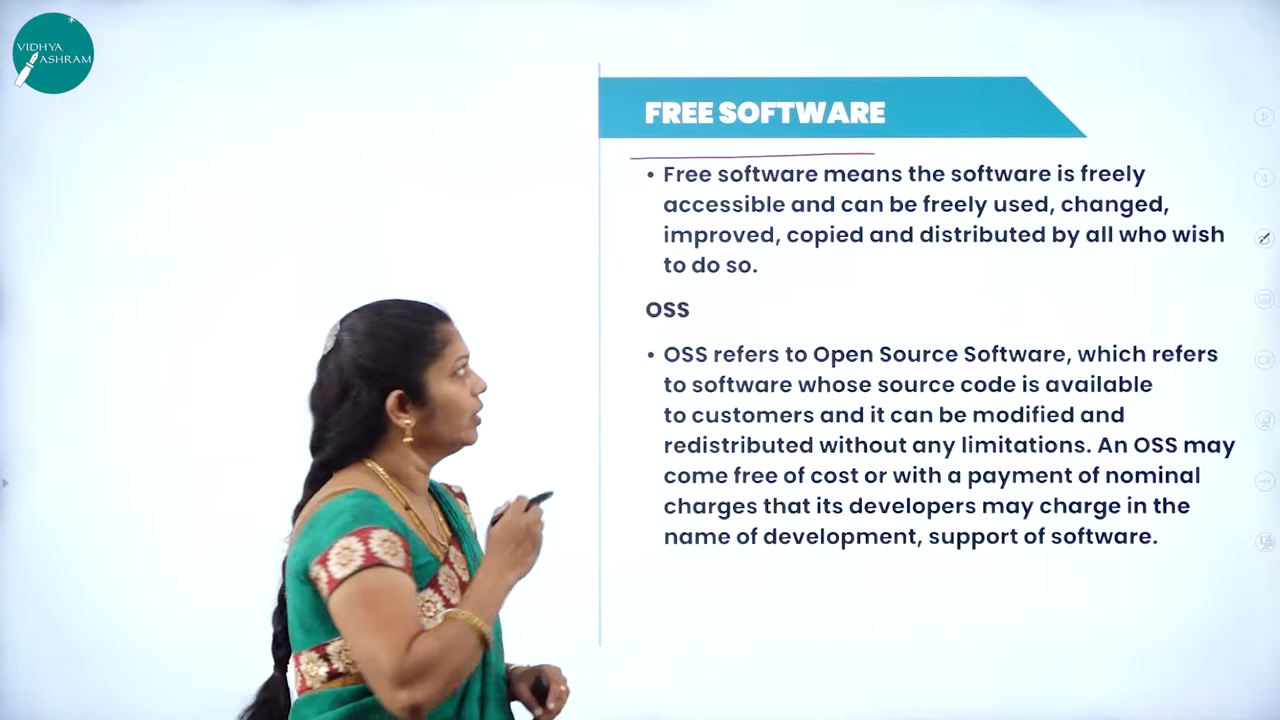 VIDHYA
ASHRAM
FREE SOFTWARE
• Free software means the software is freely
accessible and can be freely used, changed,
improved, copied and distributed by all who wish
to do so.
OSS
• OSS refers to Open Source Software, which refers
to software whose source code is available
to customers and it can be modified and
redistributed without any limitations. An OSS may
come free of cost or with a payment of nominal
charges that its developers may charge in the
name of development, support of software.